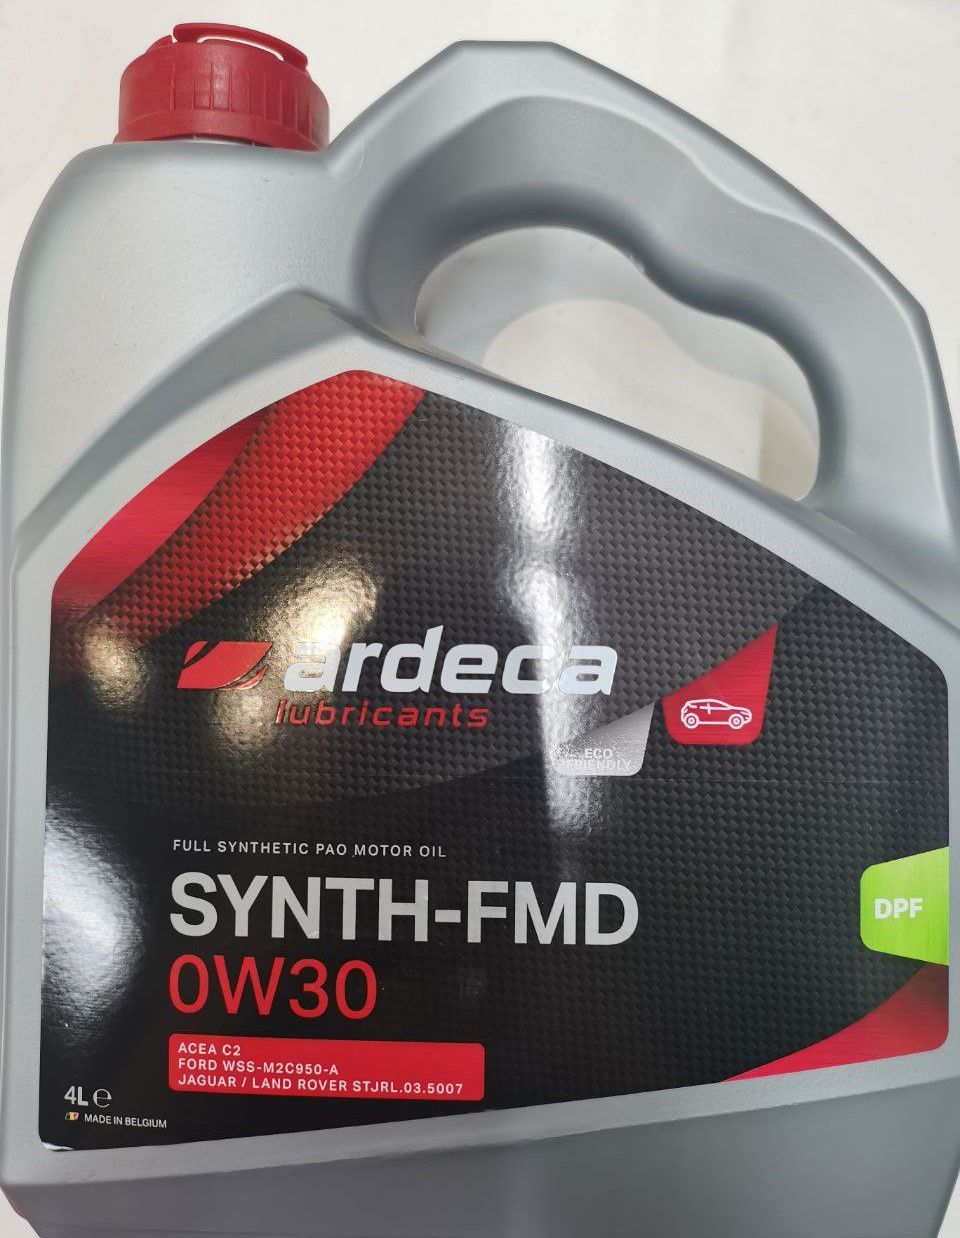 ardeca
lubricants
ECO
FRIENDLY
FULL SYNTHETIC PAO MOTOR OIL
SYNTH-FMD
0W30
DPF
ACEA C2
FORD WSS-M2C950-A
JAGUAR / LAND ROVER STJRL.03.5007
4L ℮
MADE IN BELGIUM